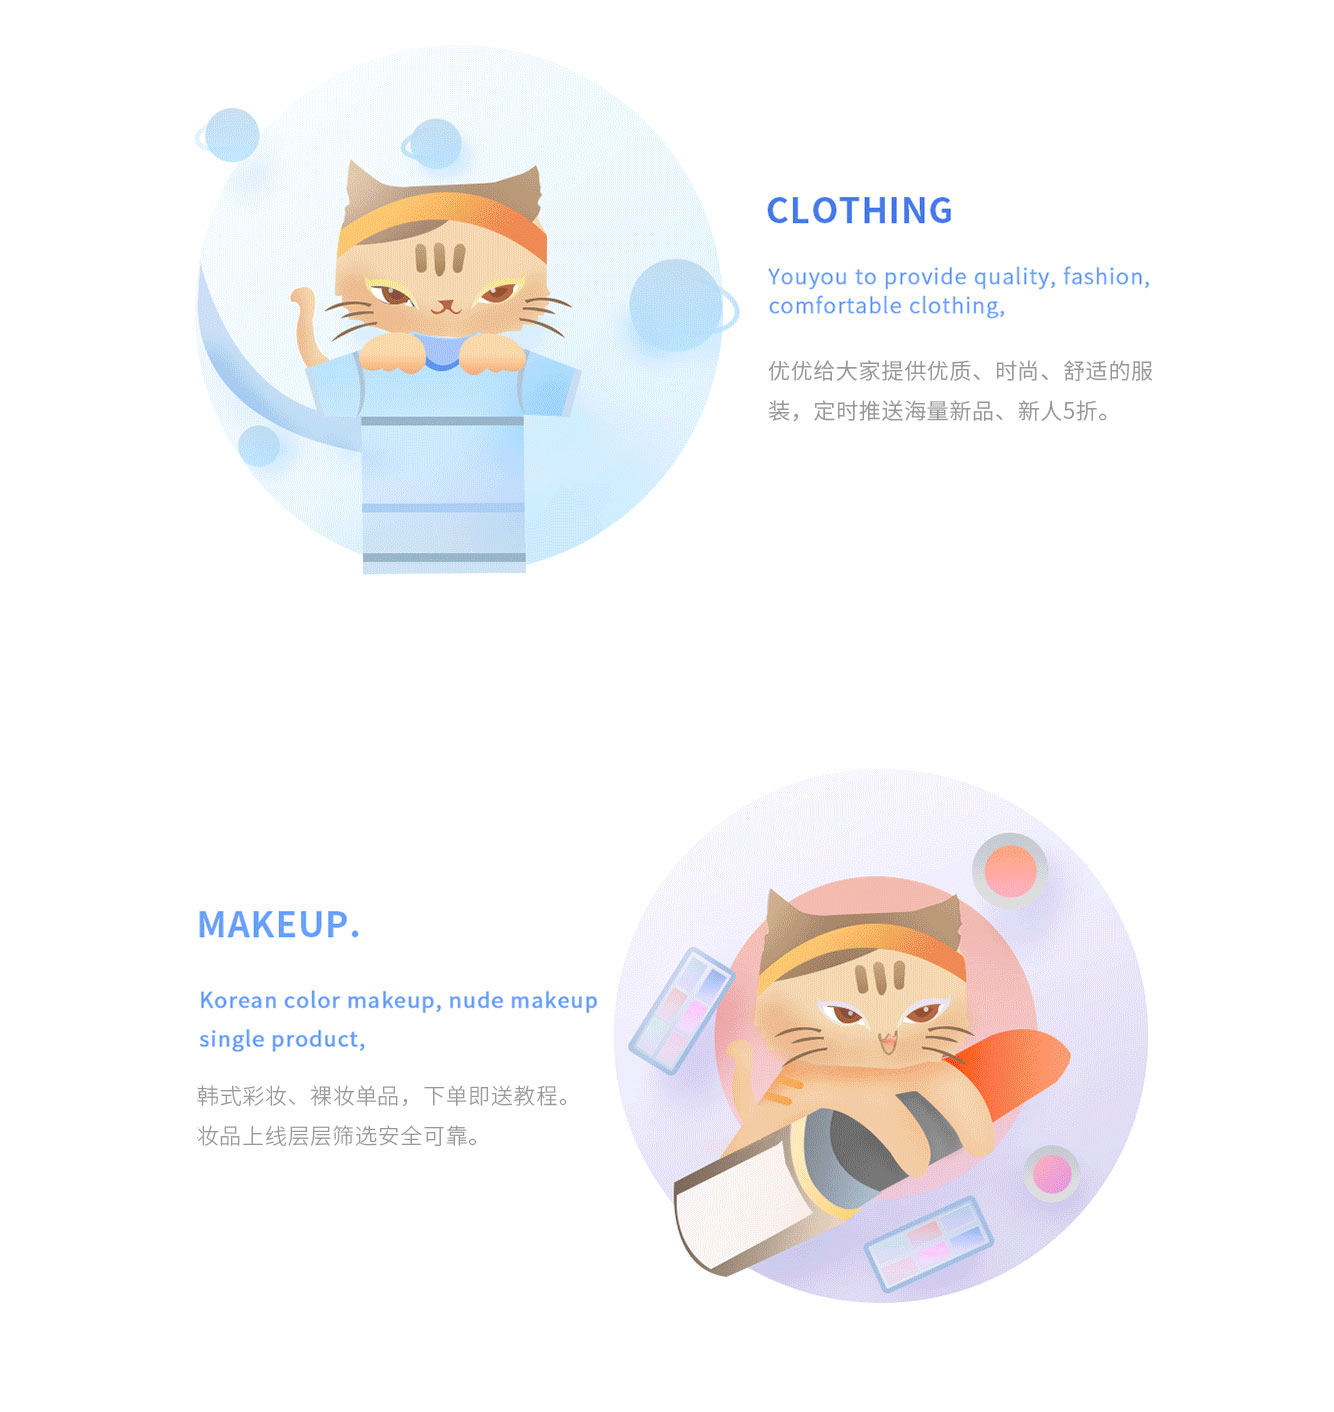 CLOTHING
Youyou to provide quality, fashion,
comfortable clothing,
优优给大家提供优质、时尚、舒适的服
装，定时推送海量新品、新人5折。
MAKEUP.
Korean color makeup, nude makeup
single product,
韩式彩妆、裸妆单品，下单即送教程。
妆品上线层层筛选安全可靠。